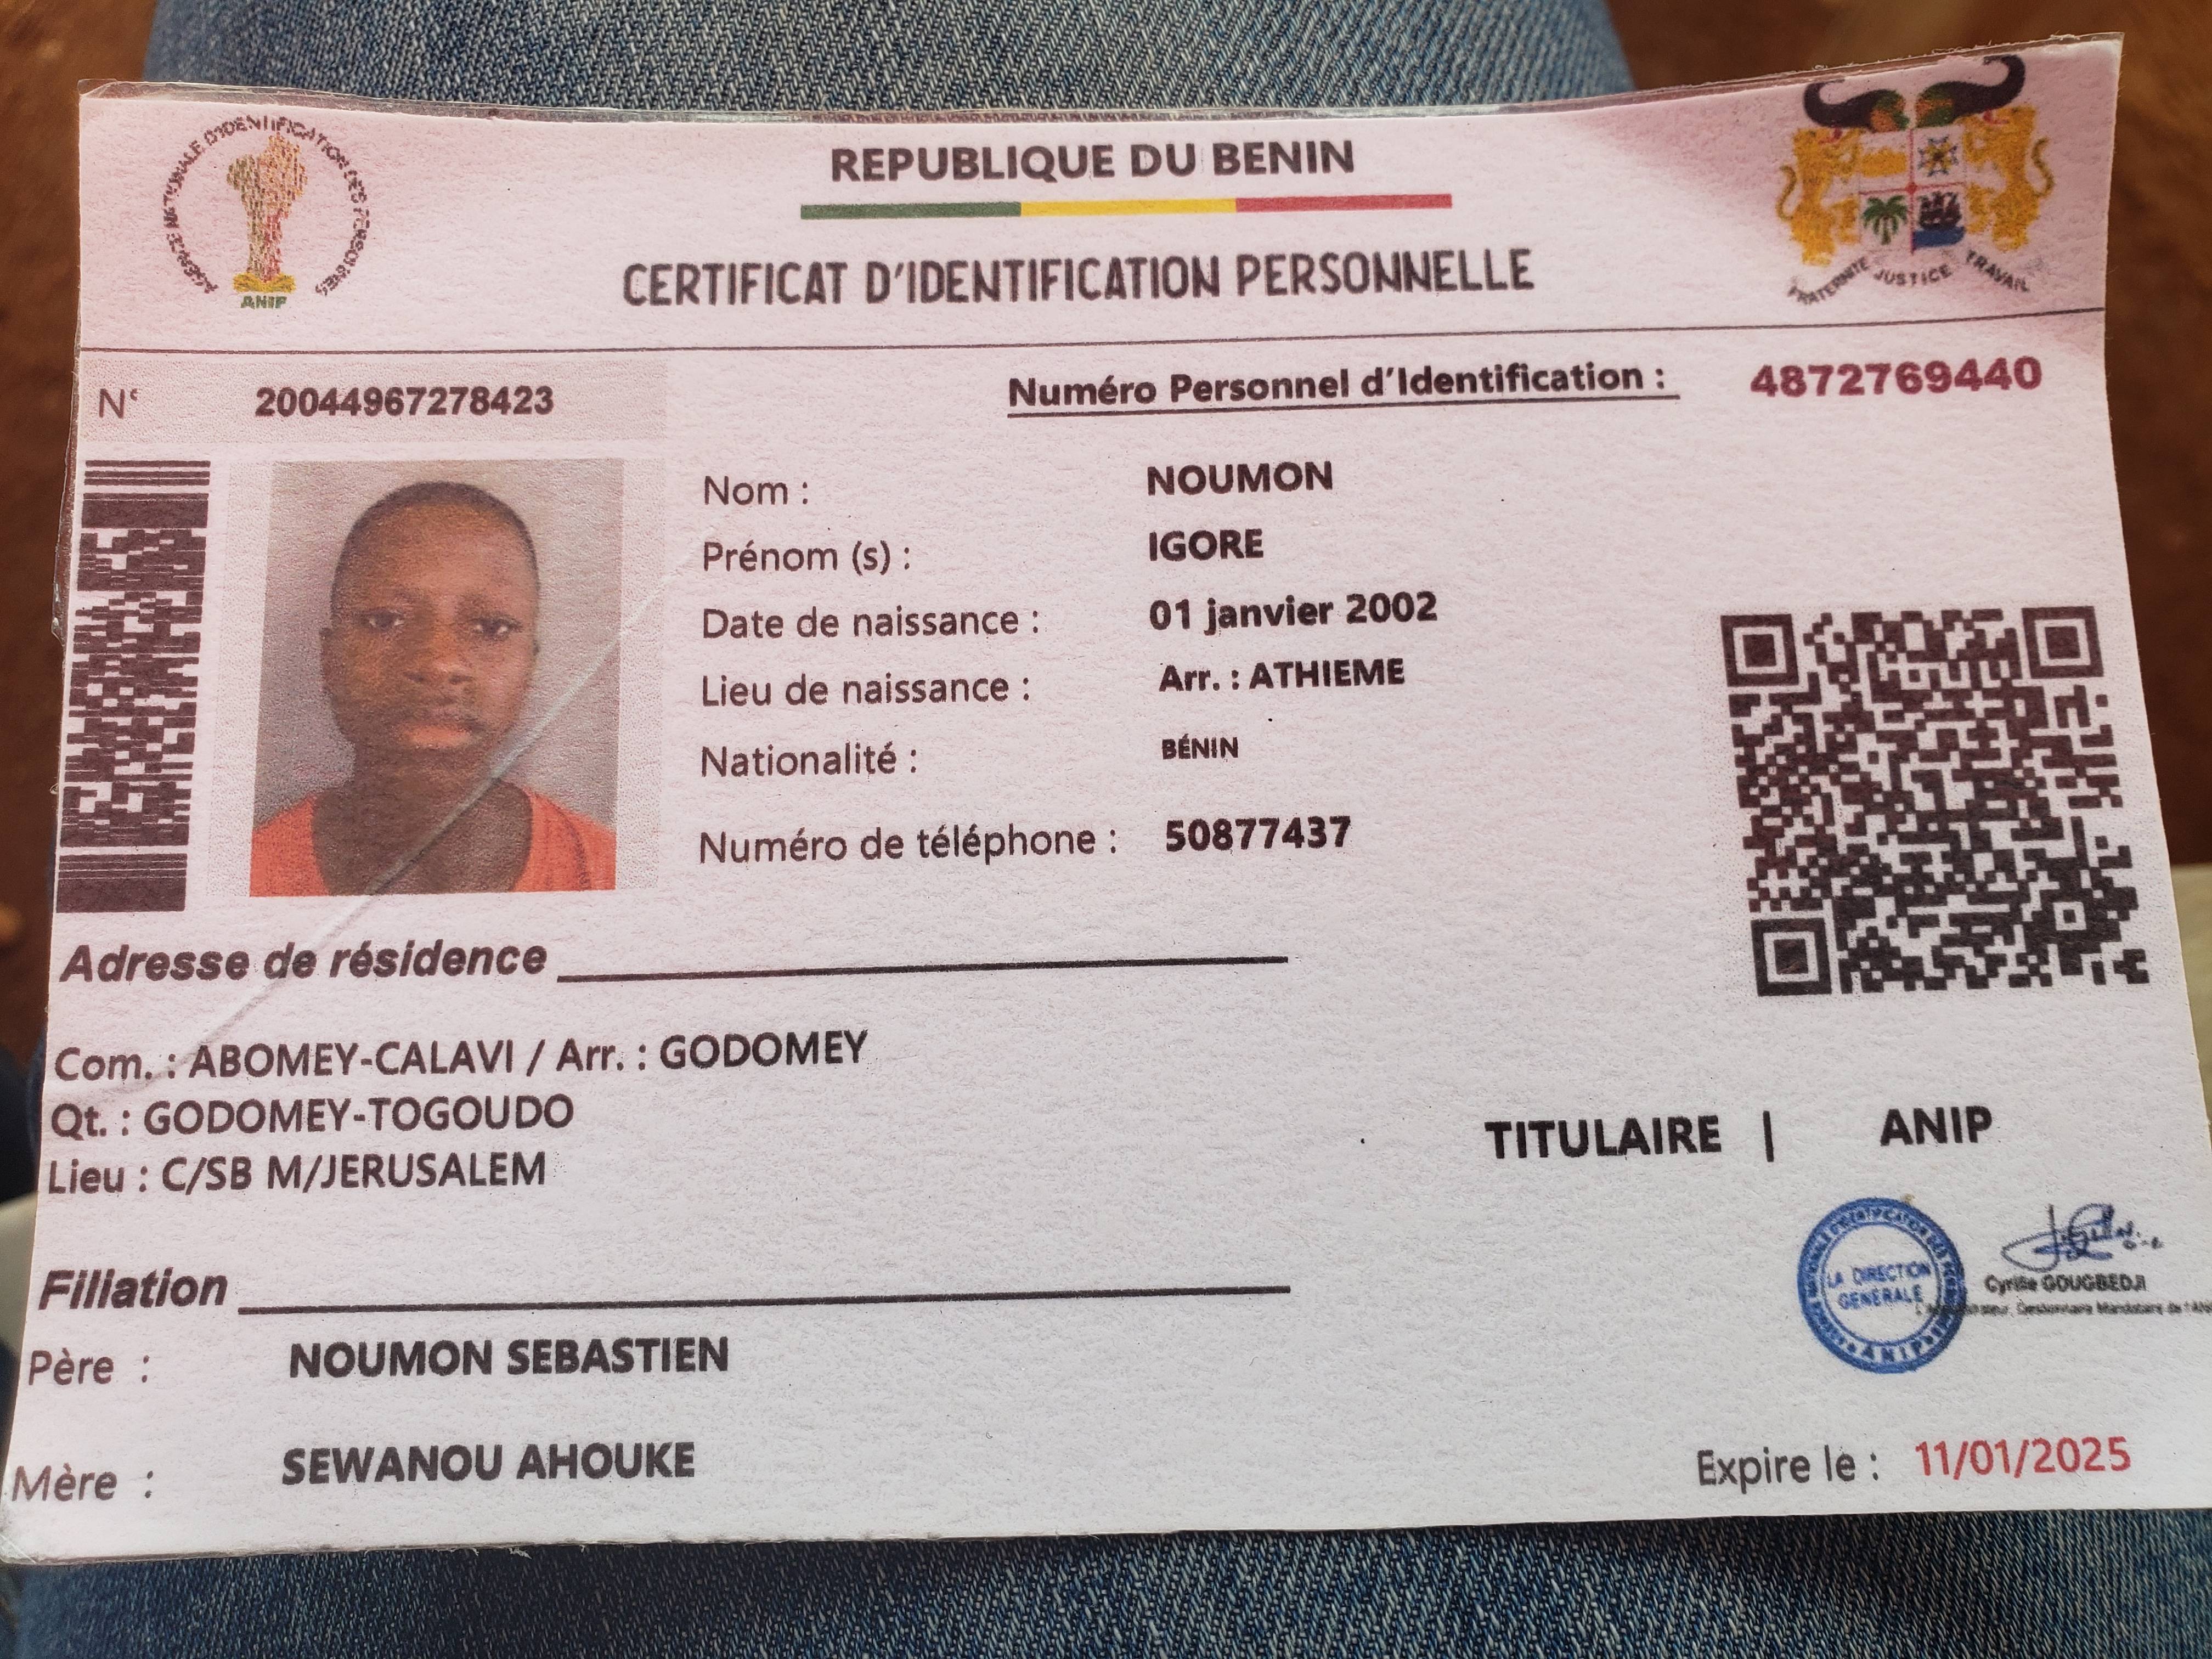 AGENCE NATIONALE D'IDENTIFICATION DES PERSONNES
ANIP
REPUBLIQUE DU BENIN
CERTIFICAT D'IDENTIFICATION PERSONNELLE
FRATERNITE JUSTICE TRAVAIL
N° 20044967278423
Numéro Personnel d'Identification : 4872769440
Nom : NOUMON
Prénom (s) : IGORE
Date de naissance : 01 janvier 2002
Lieu de naissance : Arr. : ATHIEME
Nationalité : BÉNIN
Numéro de téléphone : 50877437
Adresse de résidence
Com. : ABOMEY-CALAVI / Arr. : GODOMEY
Qt. : GODOMEY-TOGOUDO
Lieu : C/SB M/JERUSALEM
TITULAIRE | ANIP
LA DIRECTION
GENERALE
ANIP
Cyrille GOUGBEDJI
Gestionnaire Mandataire de l'
Filiation
Père : NOUMON SEBASTIEN
Mère : SEWANOU AHOUKE
Expire le : 11/01/2025